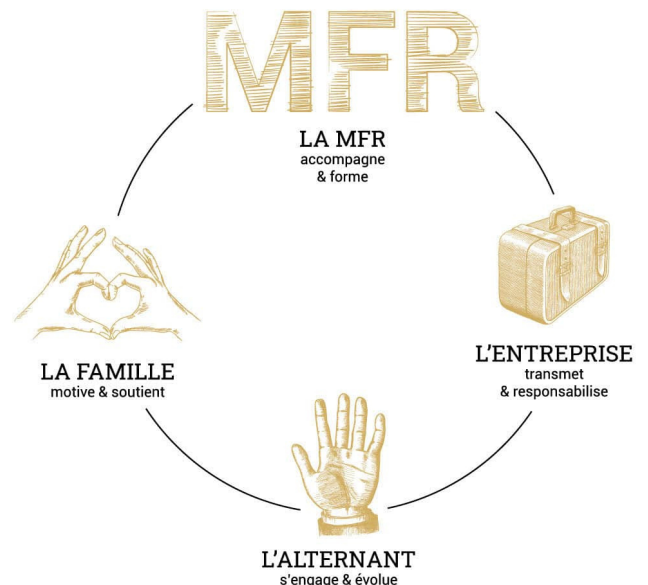 MFR
LA MFR
accompagne
& forme
L'ENTREPRISE
transmet
& responsabilise
LA FAMILLE
motive & soutient
L'ALTERNANT
s'engage & évolue